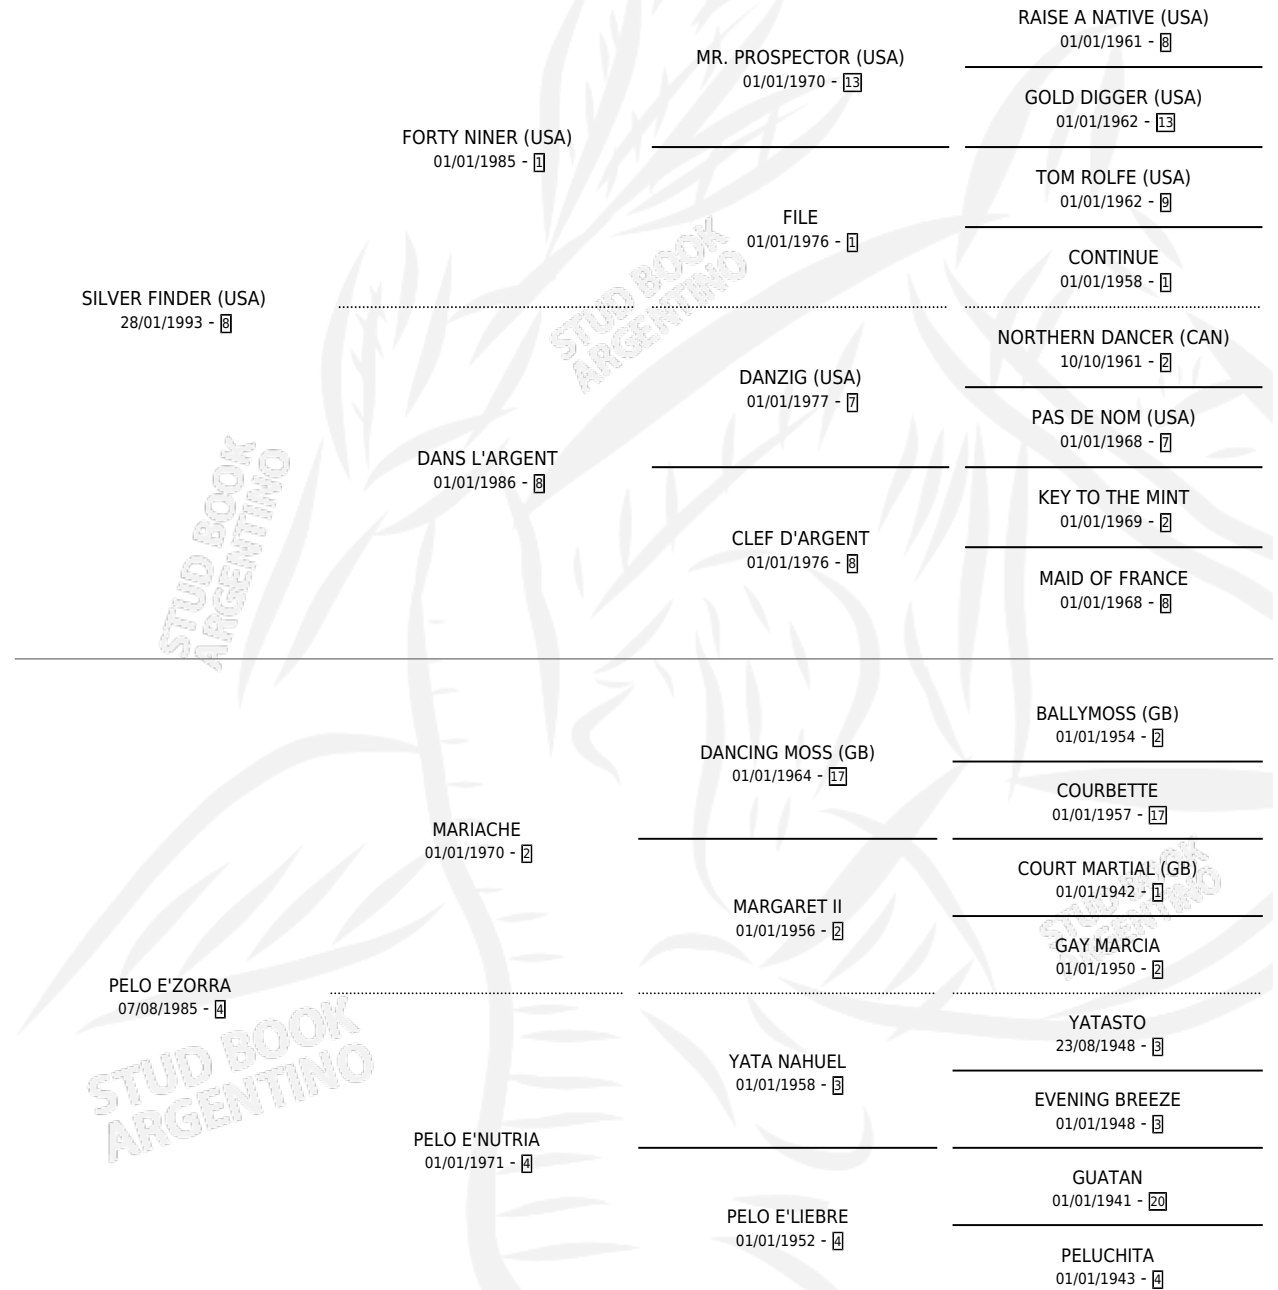 RAISE A NATIVE (USA)
01/01/1961 - 8
MR. PROSPECTOR (USA)
01/01/1970 - 13
GOLD DIGGER (USA)
01/01/1962 - 13
FORTY NINER (USA)
01/01/1985 - 1
TOM ROLFE (USA)
01/01/1962 - 9
FILE
01/01/1976 - 1
CONTINUE
01/01/1958 - 1
SILVER FINDER (USA)
28/01/1993 - 8
NORTHERN DANCER (CAN)
10/10/1961 - 2
DANZIG (USA)
01/01/1977 - 7
PAS DE NOM (USA)
01/01/1968 - 7
DANS L'ARGENT
01/01/1986 - 8
KEY TO THE MINT
01/01/1969 - 2
CLEF D'ARGENT
01/01/1976 - 8
MAID OF FRANCE
01/01/1968 - 8
STUD BOOK
ARGENTINO
STUD BOOK
ARGENTINO
BALLYMOSS (GB)
01/01/1954 - 2
DANCING MOSS (GB)
01/01/1964 - 17
COURBETTE
01/01/1957 - 17
MARIACHE
01/01/1970 - 2
COURT MARTIAL (GB)
01/01/1942 - 1
MARGARET II
01/01/1956 - 2
GAY MARCIA
01/01/1950 - 2
PELO E'ZORRA
07/08/1985 - 4
YATASTO
23/08/1948 - 3
YATA NAHUEL
01/01/1958 - 3
EVENING BREEZE
01/01/1948 - 3
PELO E'NUTRIA
01/01/1971 - 4
GUATAN
01/01/1941 - 20
PELO E'LIEBRE
01/01/1952 - 4
PELUCHITA
01/01/1943 - 4
STUD BOOK
ARGENTINO
STUD BOOK
ARGENTINO